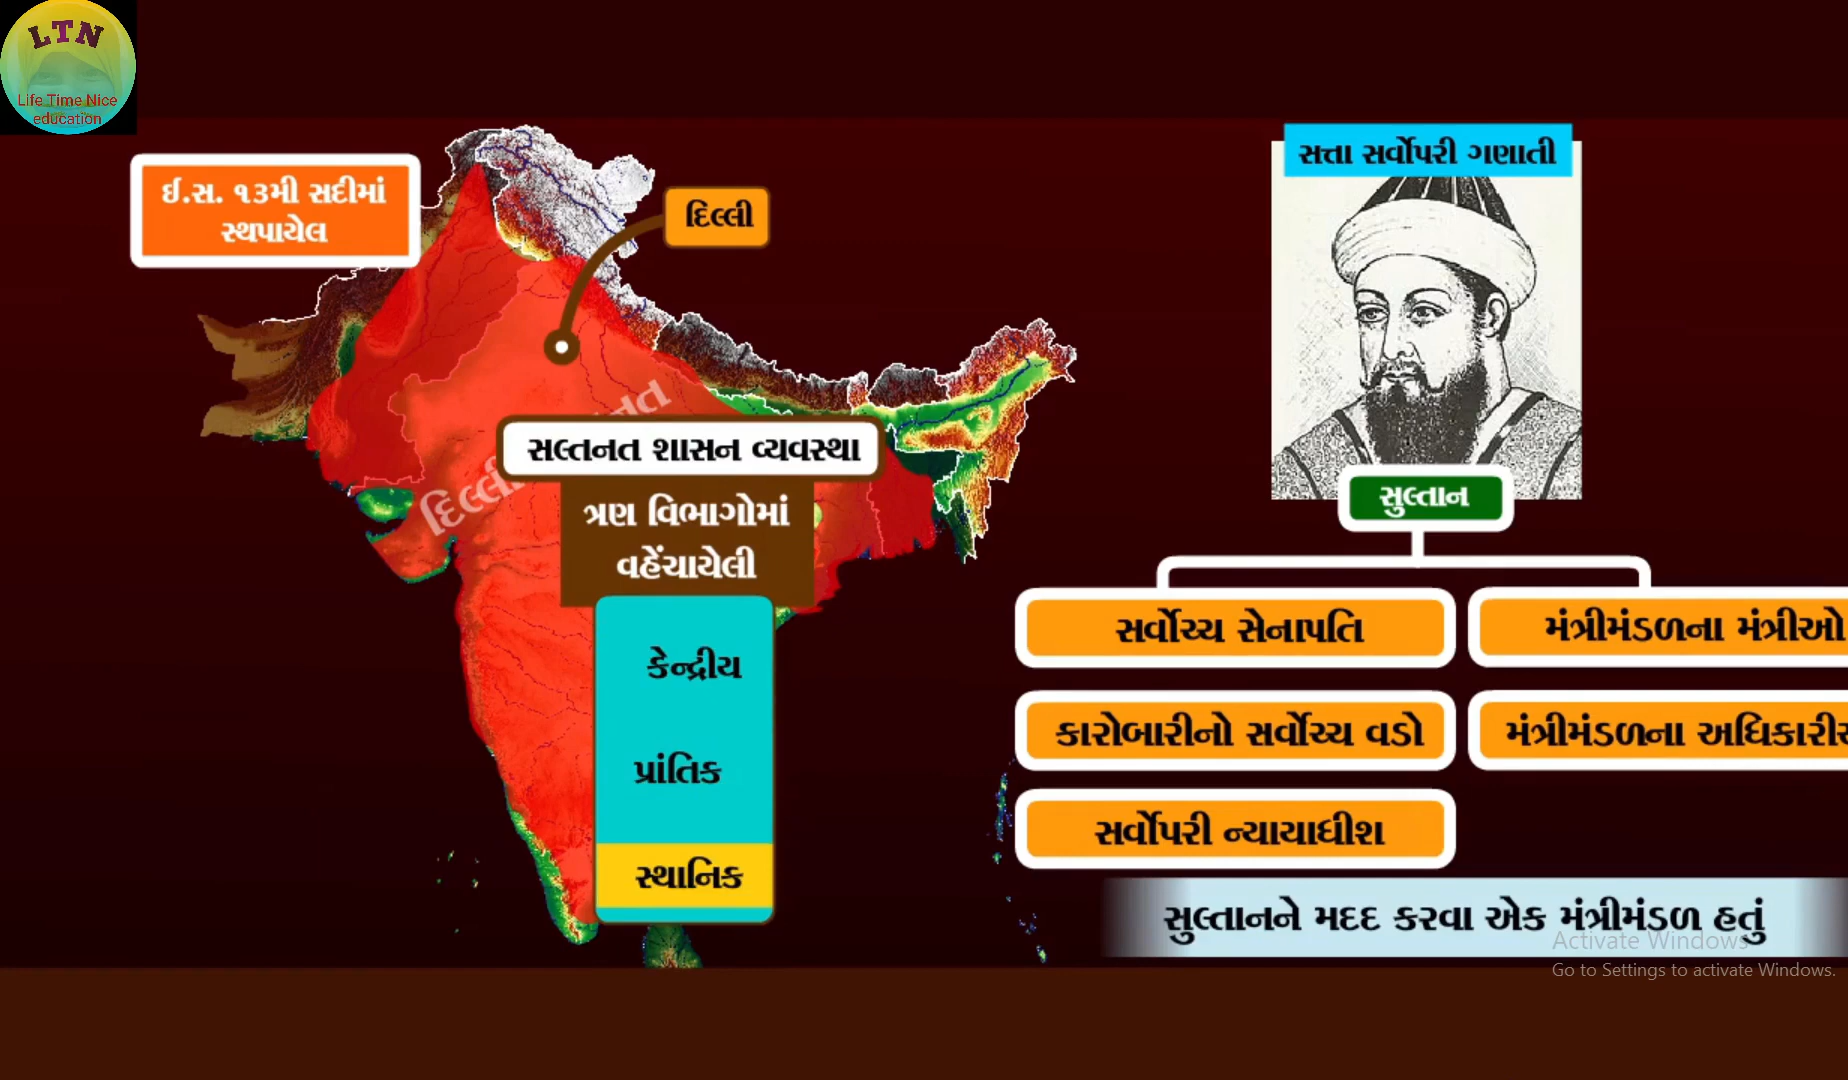 LTN
Life Time Nice
education
ઈ.સ. ૧૩મી સદીમાં
સ્થપાયેલ
દિલ્લી
સત્તા સર્વોપરી ગણાતી
સલ્તનત શાસન વ્યવસ્થા
ત્રણ વિભાગોમાં
વહેંચાયેલી
કેન્દ્રીય
પ્રાંતિક
સ્થાનિક
સુલ્તાન
સર્વોચ્ચ સેનાપતિ
મંત્રીમંડળના મંત્રીઓ
કારોબારીનો સર્વોચ્ચ વડો
મંત્રીમંડળના
સર્વોપરી ન્યાયાધીશ
સુલ્તાનને મદદ કરવા એક મંત્રીમંડળ હતું
Activate Windows
Go to Settings to activate Windows.